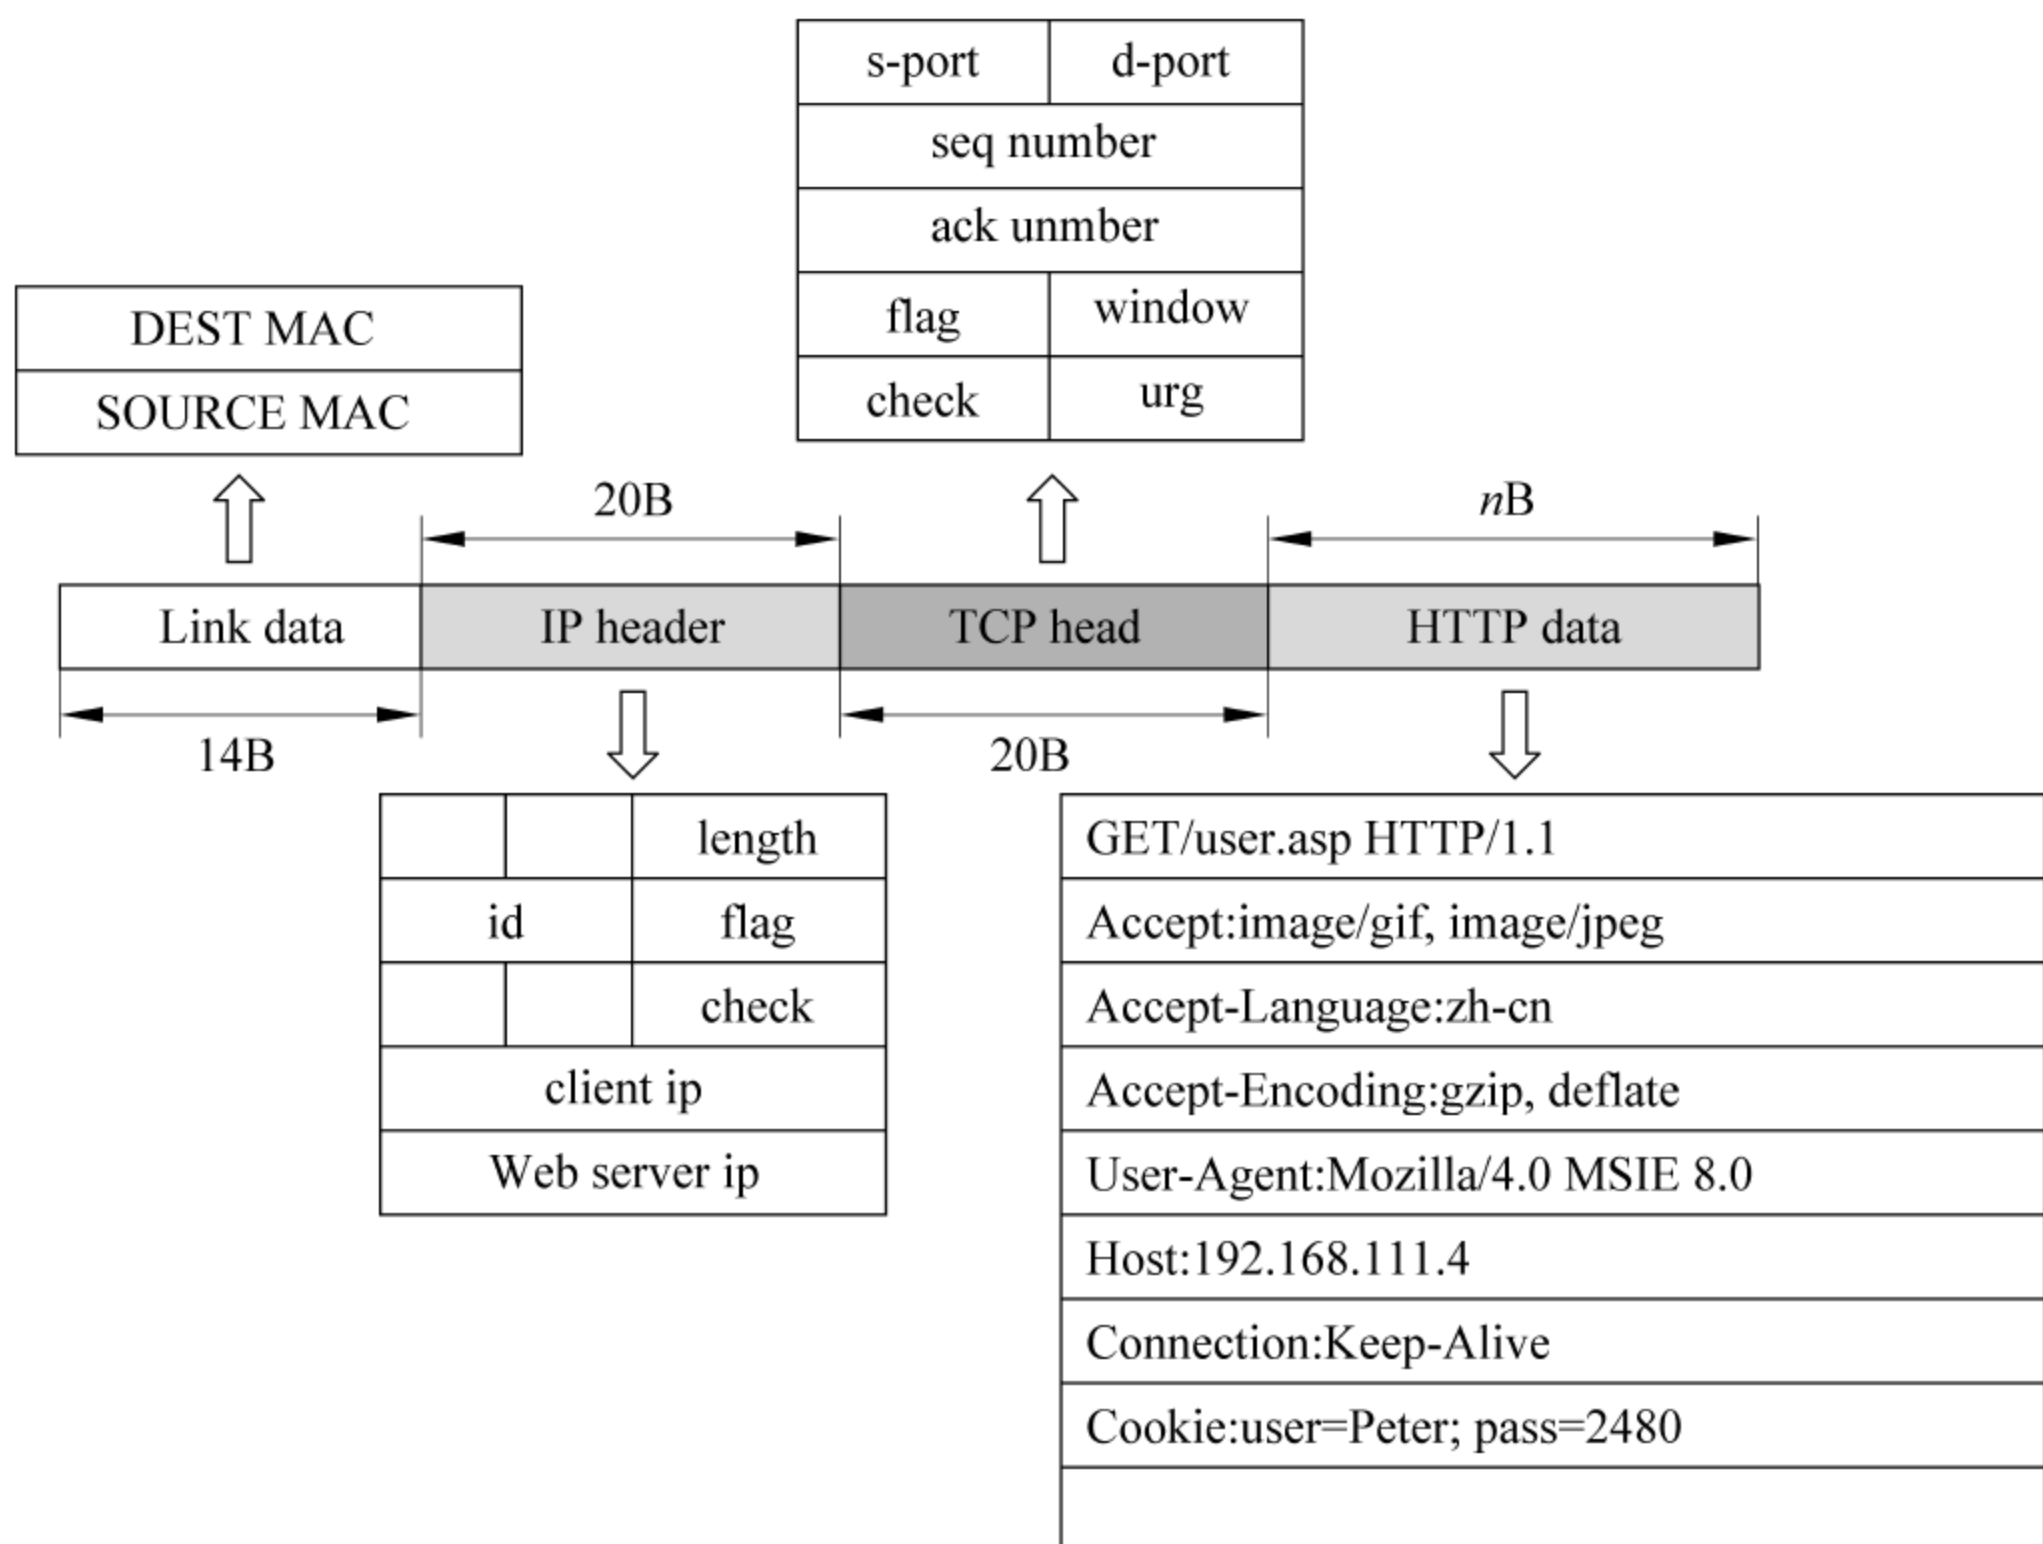 s-port d-port
seq number
ack unmber
flag window
check urg
DEST MAC
SOURCE MAC
20B nB
Link data IP header TCP head HTTP data
14B 20B
length
id flag
check
client ip
Web server ip
GET/user.asp HTTP/1.1
Accept:image/gif, image/jpeg
Accept-Language:zh-cn
Accept-Encoding:gzip, deflate
User-Agent:Mozilla/4.0 MSIE 8.0
Host:192.168.111.4
Connection:Keep-Alive
Cookie:user=Peter; pass=2480